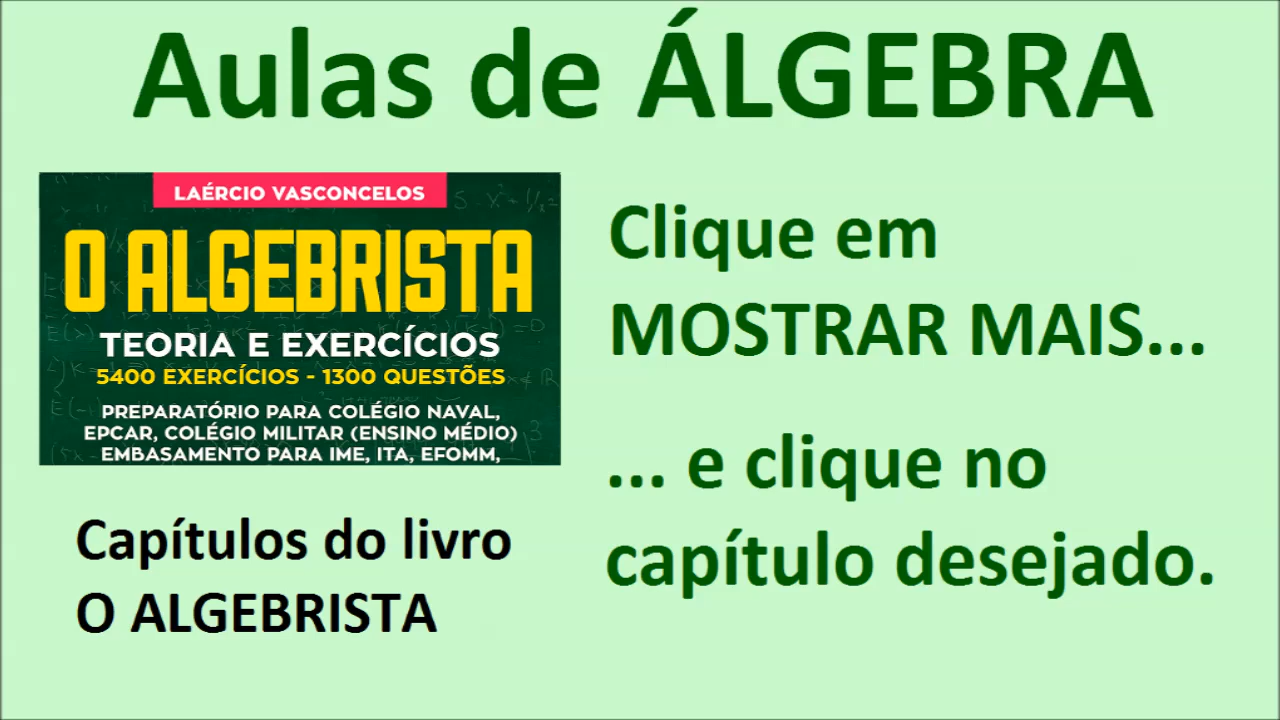 Aulas de ÁLGEBRA
LAÉRCIO VASCONCELOS
O ALGEBRISTA
TEORIA E EXERCÍCIOS
5400 EXERCÍCIOS - 1300 QUESTÕES
PREPARATÓRIO PARA COLÉGIO NAVAL,
EPCAR, COLÉGIO MILITAR (ENSINO MÉDIO)
EMBASAMENTO PARA IME, ITA, EFOMM,
Capítulos do livro
O ALGEBRISTA
Clique em
MOSTRAR MAIS...
... e clique no
capítulo desejado.